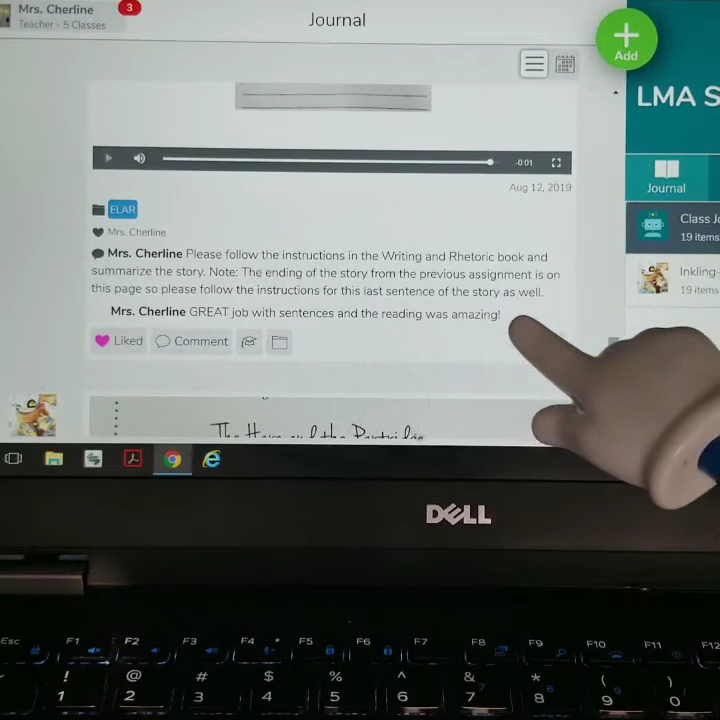 Mrs. Cherline
3
Teacher - 5 Classes
Journal
Add
LMA S
-0:01
Aug 12, 2019
Journal
ELAR
Class Jo
19 items
Mrs. Cherline
Mrs. Cherline Please follow the instructions in the Writing and Rhetoric book and
summarize the story. Note: The ending of the story from the previous assignment is on
this page so please follow the instructions for this last sentence of the story as well.
Inkling-
19 items
Mrs. Cherline GREAT job with sentences and the reading was amazing!
Liked
Comment
The Hare and the Partridge
DELL
Esc F1 F2 F3 F4 F5 F6 F7 F8 F9 F10 F11 F12
! @ # $ % ^ & * ( )
1 2 3 4 5 6 7 8 9 0